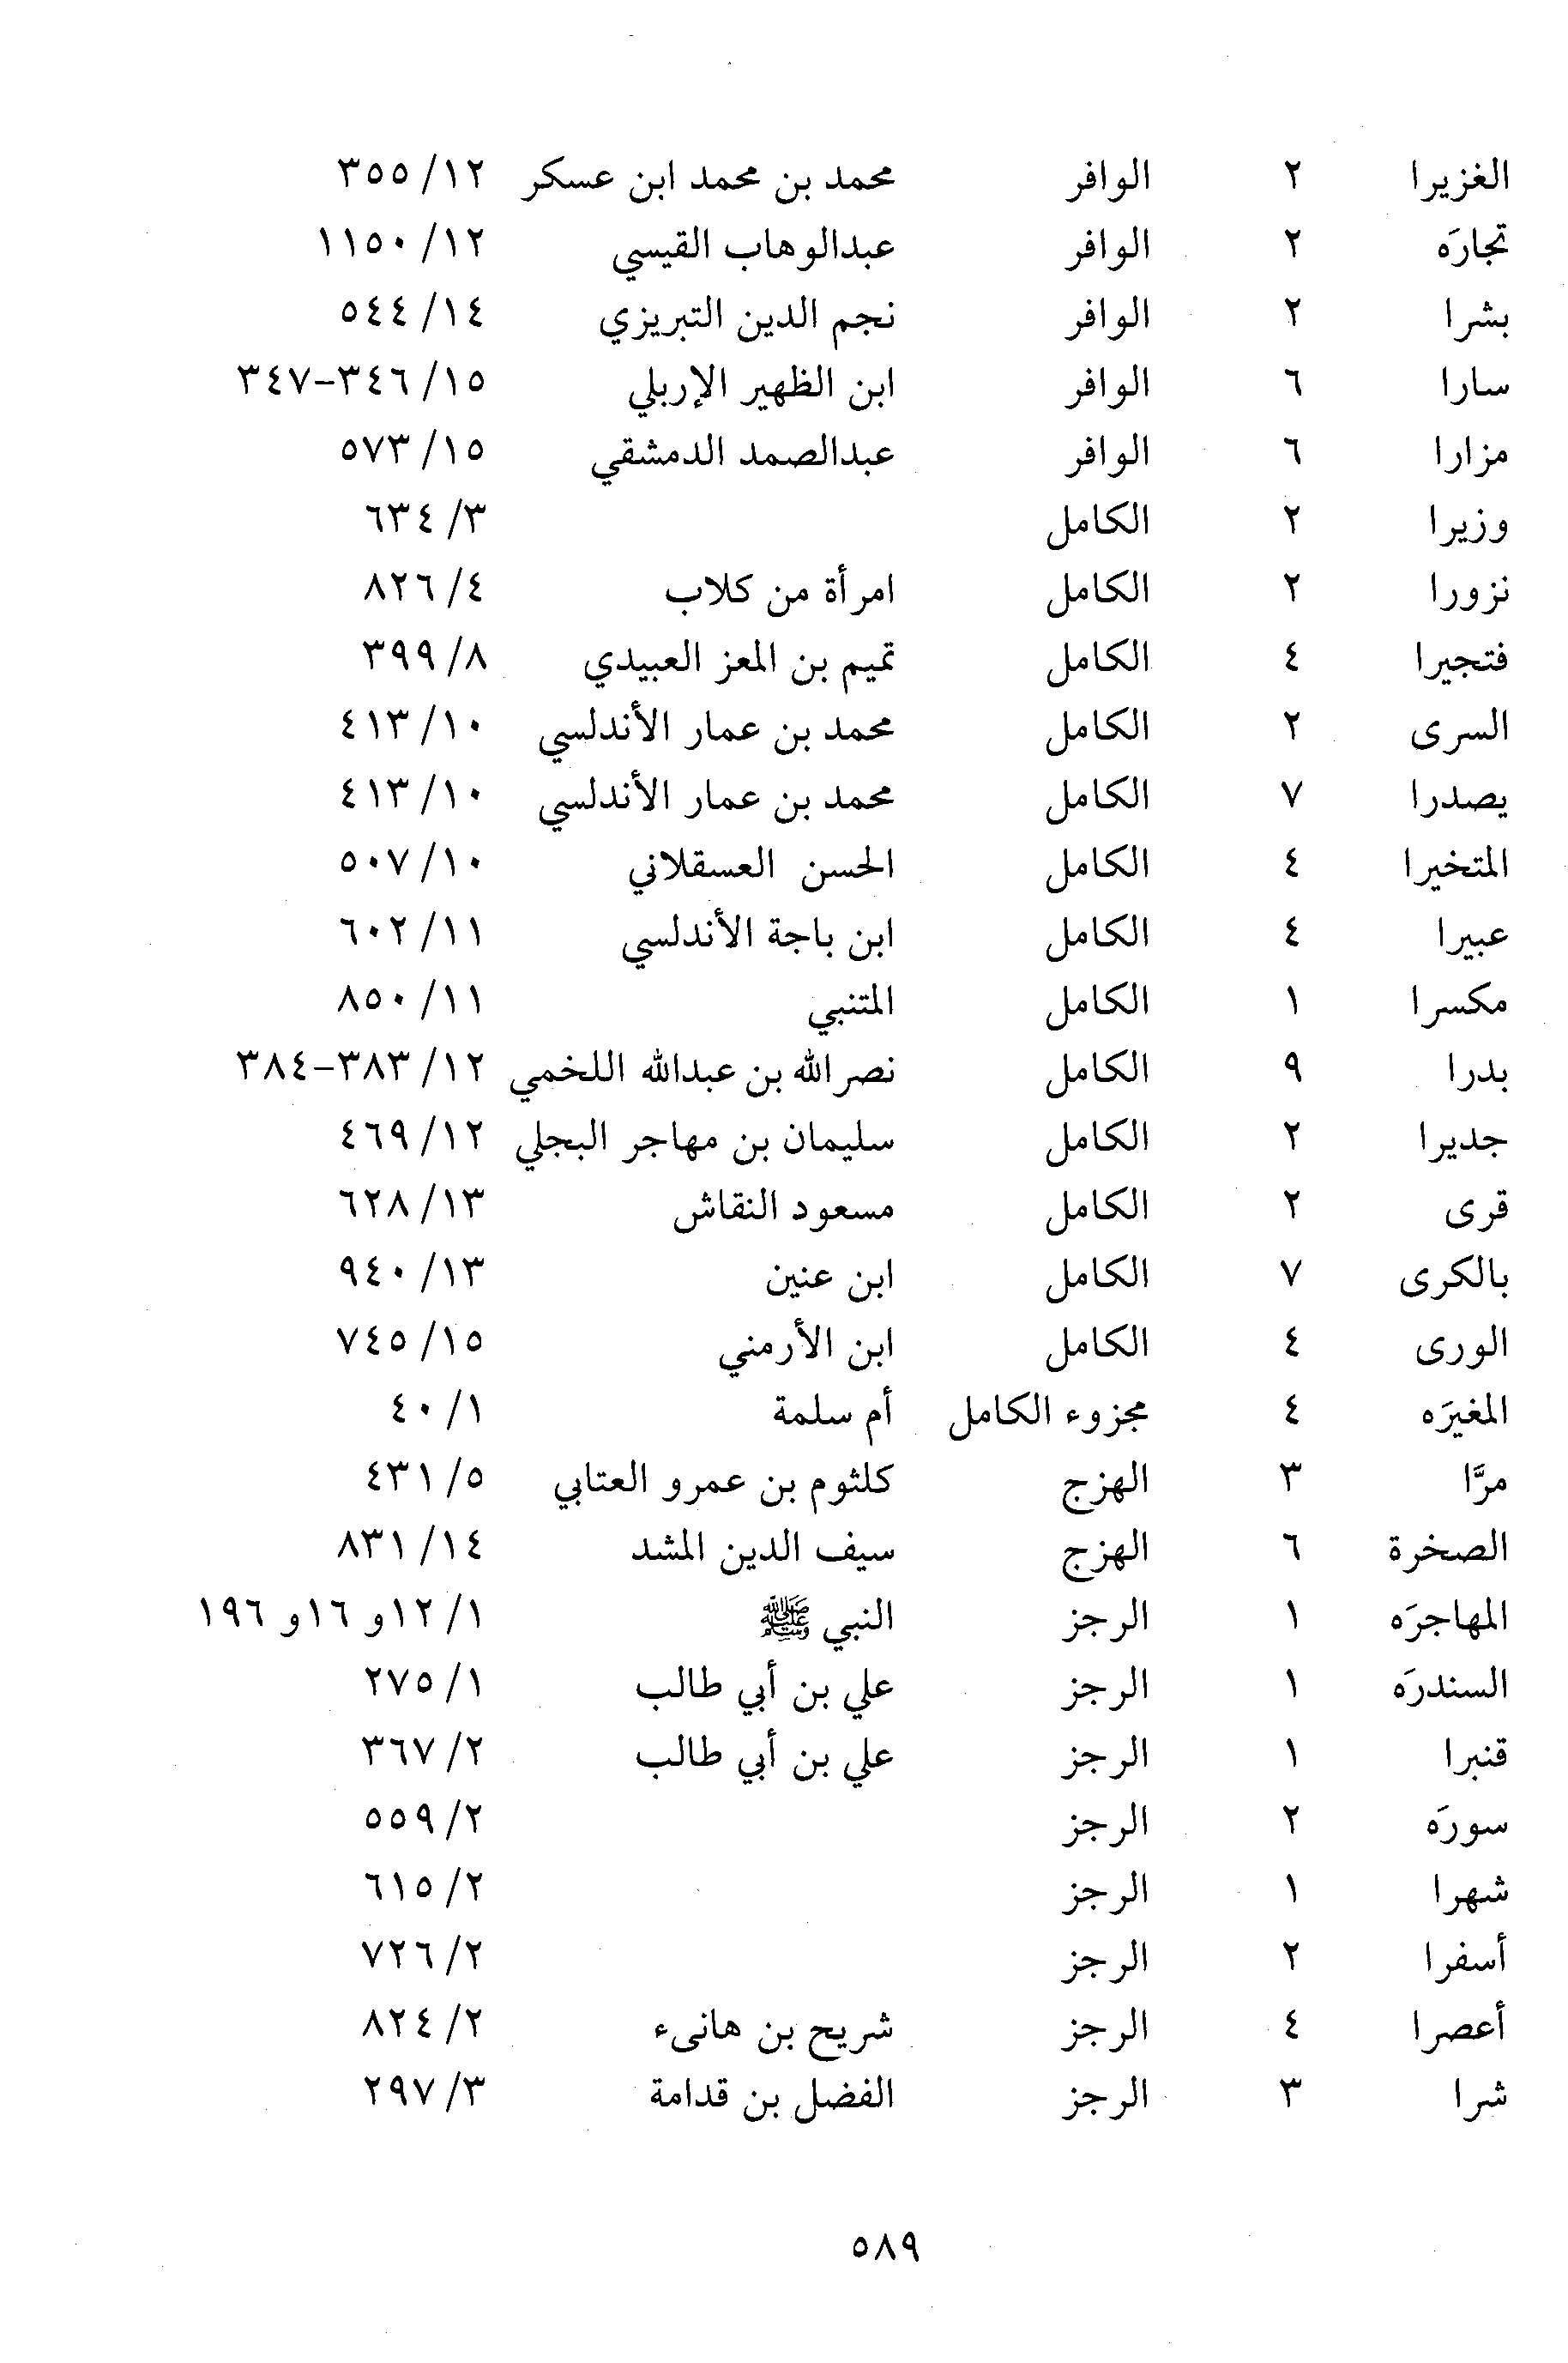 الغزيرا ٢ الوافر محمد بن محمد ابن عسكر ١٢/ ٣٥٥
تجارَه ٢ الوافر عبدالوهاب القيسي ١٢/ ١١٥٠
بشرا ٢ الوافر نجم الدين التبريزي ١٤/ ٥٤٤
سارا ٦ الوافر ابن الظهير الإربلي ١٥/ ٣٤٦-٣٤٧
مزارا ٦ الوافر عبدالصمد الدمشقي ١٥/ ٥٧٣
وزيرا ٢ الكامل ٣/ ٦٣٤
نزورا ٢ الكامل امرأة من كلاب ٤/ ٨٢٦
فتجيرا ٤ الكامل تميم بن المعز العبيدي ٨/ ٣٩٩
السرى ٢ الكامل محمد بن عمار الأندلسي ١٠/ ٤١٣
يصدرا ٧ الكامل محمد بن عمار الأندلسي ١٠/ ٤١٣
المتخيرا ٤ الكامل الحسن العسقلاني ١٠/ ٥٠٧
عبيرا ٤ الكامل ابن باجة الأندلسي ١١/ ٦٠٢
مكسرا ١ الكامل المتنبي ١١/ ٨٥٠
بدرا ٩ الكامل نصرالله بن عبدالله اللخمي ١٢/ ٣٨٣-٣٨٤
جديرا ٢ الكامل سليمان بن مهاجر البجلي ١٢/ ٤٦٩
قرى ٢ الكامل مسعود النقاش ١٣/ ٦٢٨
بالكرى ٧ الكامل ابن عنين ١٣/ ٩٤٠
الورى ٤ الكامل ابن الأرمني ١٥/ ٧٤٥
المغيرَه ٤ مجزوء الكامل أم سلمة ١/ ٤٠
مرَّا ٣ الهزج كلثوم بن عمرو العتابي ٥/ ٤٣١
الصخرة ٦ الهزج سيف الدين المشد ١٤/ ٨٣١
المهاجرَه ١ الرجز النبي ﷺ ١/ ١٢و ١٦و ١٩٦
السندرَه ١ الرجز علي بن أبي طالب ١/ ٢٧٥
قنبرا ١ الرجز علي بن أبي طالب ٢/ ٣٦٧
سورَه ٢ الرجز ٢/ ٥٥٩
شهرا ١ الرجز ٢/ ٦١٥
أسفرا ٢ الرجز ٢/ ٧٢٦
أعصرا ٤ الرجز شريح بن هانىء ٢/ ٨٢٤
شرا ٣ الرجز الفضل بن قدامة ٣/ ٢٩٧
٥٨٩